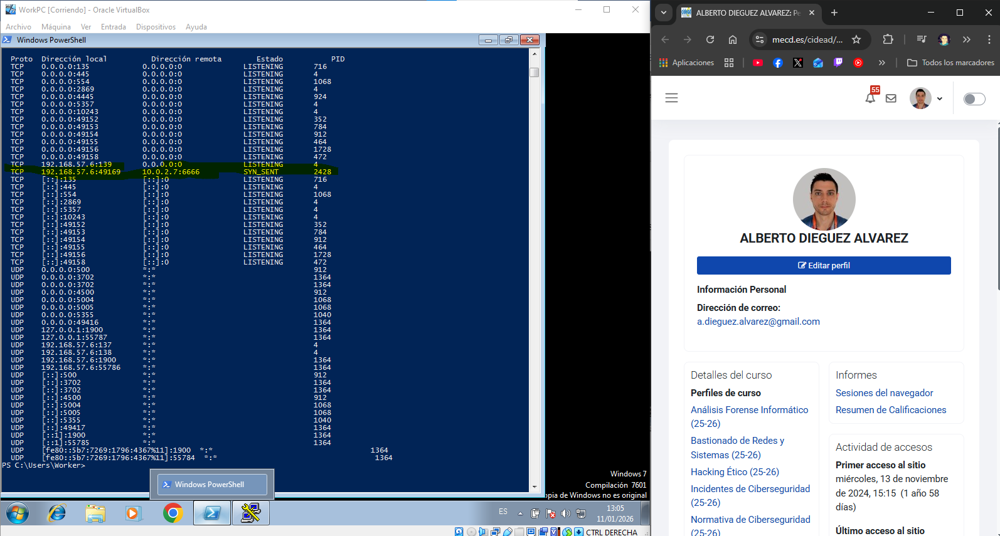 WorkPC [Corriendo] - Oracle VirtualBox
Archivo Máquina Ver Entrada Dispositivos Ayuda
Windows PowerShell
Proto Dirección local Dirección remota Estado PID
TCP 0.0.0.0:135 0.0.0.0:0 LISTENING 716
TCP 0.0.0.0:445 0.0.0.0:0 LISTENING 4
TCP 0.0.0.0:554 0.0.0.0:0 LISTENING 1068
TCP 0.0.0.0:2869 0.0.0.0:0 LISTENING 4
TCP 0.0.0.0:4445 0.0.0.0:0 LISTENING 924
TCP 0.0.0.0:5357 0.0.0.0:0 LISTENING 4
TCP 0.0.0.0:10243 0.0.0.0:0 LISTENING 4
TCP 0.0.0.0:49152 0.0.0.0:0 LISTENING 352
TCP 0.0.0.0:49153 0.0.0.0:0 LISTENING 784
TCP 0.0.0.0:49154 0.0.0.0:0 LISTENING 912
TCP 0.0.0.0:49155 0.0.0.0:0 LISTENING 464
TCP 0.0.0.0:49156 0.0.0.0:0 LISTENING 1728
TCP 0.0.0.0:49158 0.0.0.0:0 LISTENING 472
TCP 192.168.57.6:139 0.0.0.0:0 LISTENING 4
TCP 192.168.57.6:49169 10.0.2.7:6666 SYN_SENT 2428
TCP [::]:135 [::]:0 LISTENING 716
TCP [::]:445 [::]:0 LISTENING 4
TCP [::]:554 [::]:0 LISTENING 1068
TCP [::]:2869 [::]:0 LISTENING 4
TCP [::]:5357 [::]:0 LISTENING 4
TCP [::]:10243 [::]:0 LISTENING 4
TCP [::]:49152 [::]:0 LISTENING 352
TCP [::]:49153 [::]:0 LISTENING 784
TCP [::]:49154 [::]:0 LISTENING 912
TCP [::]:49155 [::]:0 LISTENING 464
TCP [::]:49156 [::]:0 LISTENING 1728
TCP [::]:49158 [::]:0 LISTENING 472
UDP 0.0.0.0:500 *:* 912
UDP 0.0.0.0:3702 *:* 1364
UDP 0.0.0.0:3702 *:* 1364
UDP 0.0.0.0:4500 *:* 912
UDP 0.0.0.0:5004 *:* 1068
UDP 0.0.0.0:5005 *:* 1068
UDP 0.0.0.0:5355 *:* 1040
UDP 0.0.0.0:49416 *:* 1364
UDP 127.0.0.1:1900 *:* 1364
UDP 127.0.0.1:55787 *:* 1364
UDP 192.168.57.6:137 *:* 4
UDP 192.168.57.6:138 *:* 4
UDP 192.168.57.6:1900 *:* 1364
UDP 192.168.57.6:55786 *:* 1364
UDP [::]:500 *:* 912
UDP [::]:3702 *:* 1364
UDP [::]:3702 *:* 1364
UDP [::]:4500 *:* 912
UDP [::]:5004 *:* 1068
UDP [::]:5005 *:* 1068
UDP [::]:5355 *:* 1040
UDP [::]:49417 *:* 1364
UDP [::1]:1900 *:* 1364
UDP [::1]:55785 *:* 1364
UDP [fe80::5b7:7269:1796:4367%11]:1900 *:* 1364
UDP [fe80::5b7:7269:1796:4367%11]:55784 *:* 1364
PS C:\Users\Worker>
Windows PowerShell
Windows 7
Compilación 7601
opia de Windows no es original
ES
13:05
11/01/2026
CTRL DERECHA
ALBERTO DIEGUEZ ALVAREZ: Pe
mecd.es/cidead/...
Aplicaciones
Todos los marcadores
55
ALBERTO DIEGUEZ ALVAREZ
Editar perfil
Información Personal
Dirección de correo:
a.dieguez.alvarez@gmail.com
Detalles del curso
Perfiles de curso
Análisis Forense Informático
(25-26)
Bastionado de Redes y
Sistemas (25-26)
Hacking Ético (25-26)
Incidentes de Ciberseguridad
(25-26)
Normativa de Ciberseguridad
(25-26)
Informes
Sesiones del navegador
Resumen de Calificaciones
Actividad de accesos
Primer acceso al sitio
miércoles, 13 de noviembre
de 2024, 15:15 (1 año 58
días)
Último acceso al sitio